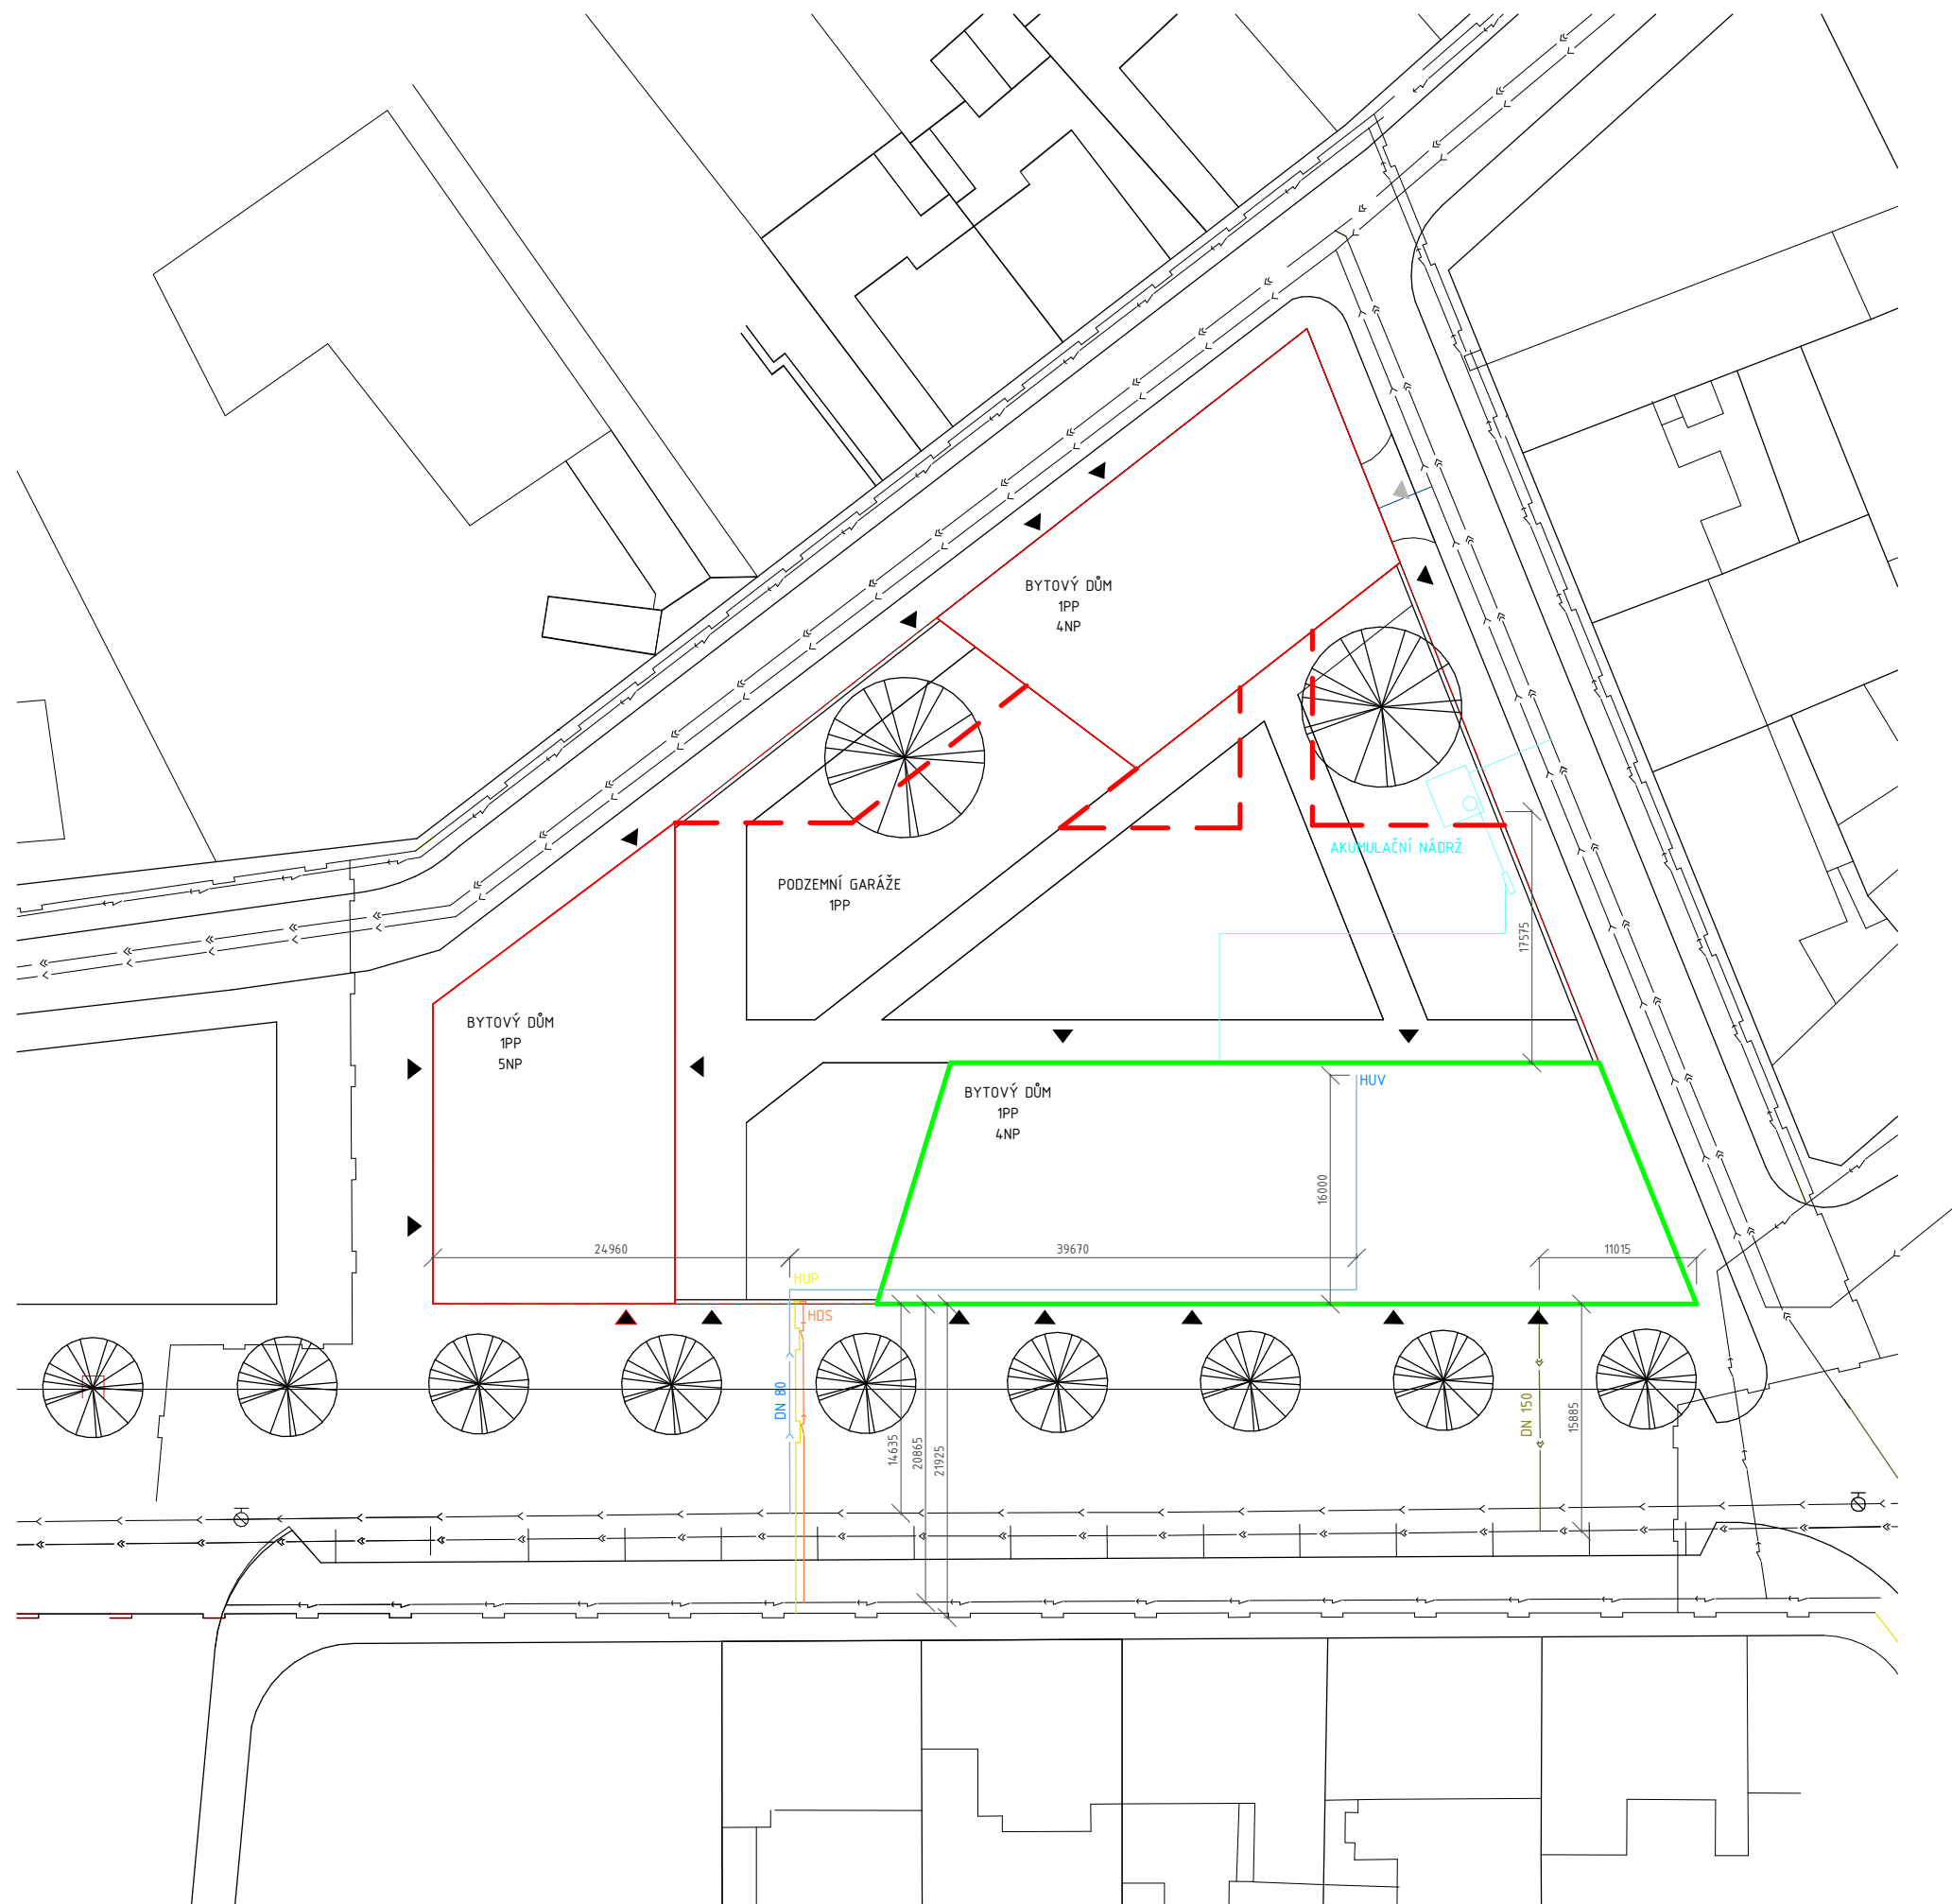 BYTOVÝ DŮM
1PP
4NP
AKUMULAČNÍ NÁDRŽ
PODZEMNÍ GARÁŽE
1PP
17575
BYTOVÝ DŮM
1PP
5NP
HUV
BYTOVÝ DŮM
1PP
4NP
16000
24960
39670
11015
HUP
HDS
DN 80
14635
20865
21925
DN 150
15885